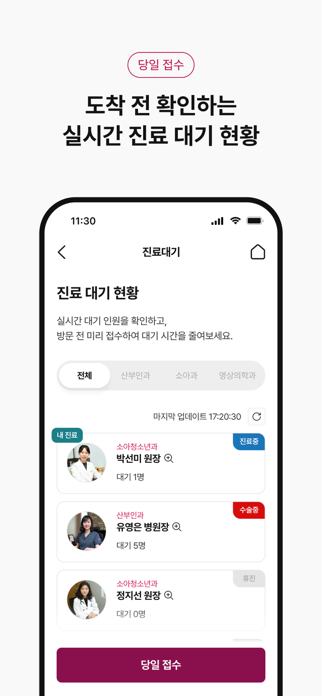 당일 접수
도착 전 확인하는
실시간 진료 대기 현황
11:30
진료대기
진료 대기 현황
실시간 대기 인원을 확인하고,
방문 전 미리 접수하여 대기 시간을 줄여보세요.
전체 산부인과 소아과 영상의학과
마지막 업데이트 17:20:30
내 진료
진료중
소아청소년과
박선미 원장
대기 1명
수술중
산부인과
유영은 병원장
대기 5명
휴진
소아청소년과
정지선 원장
대기 0명
당일 접수